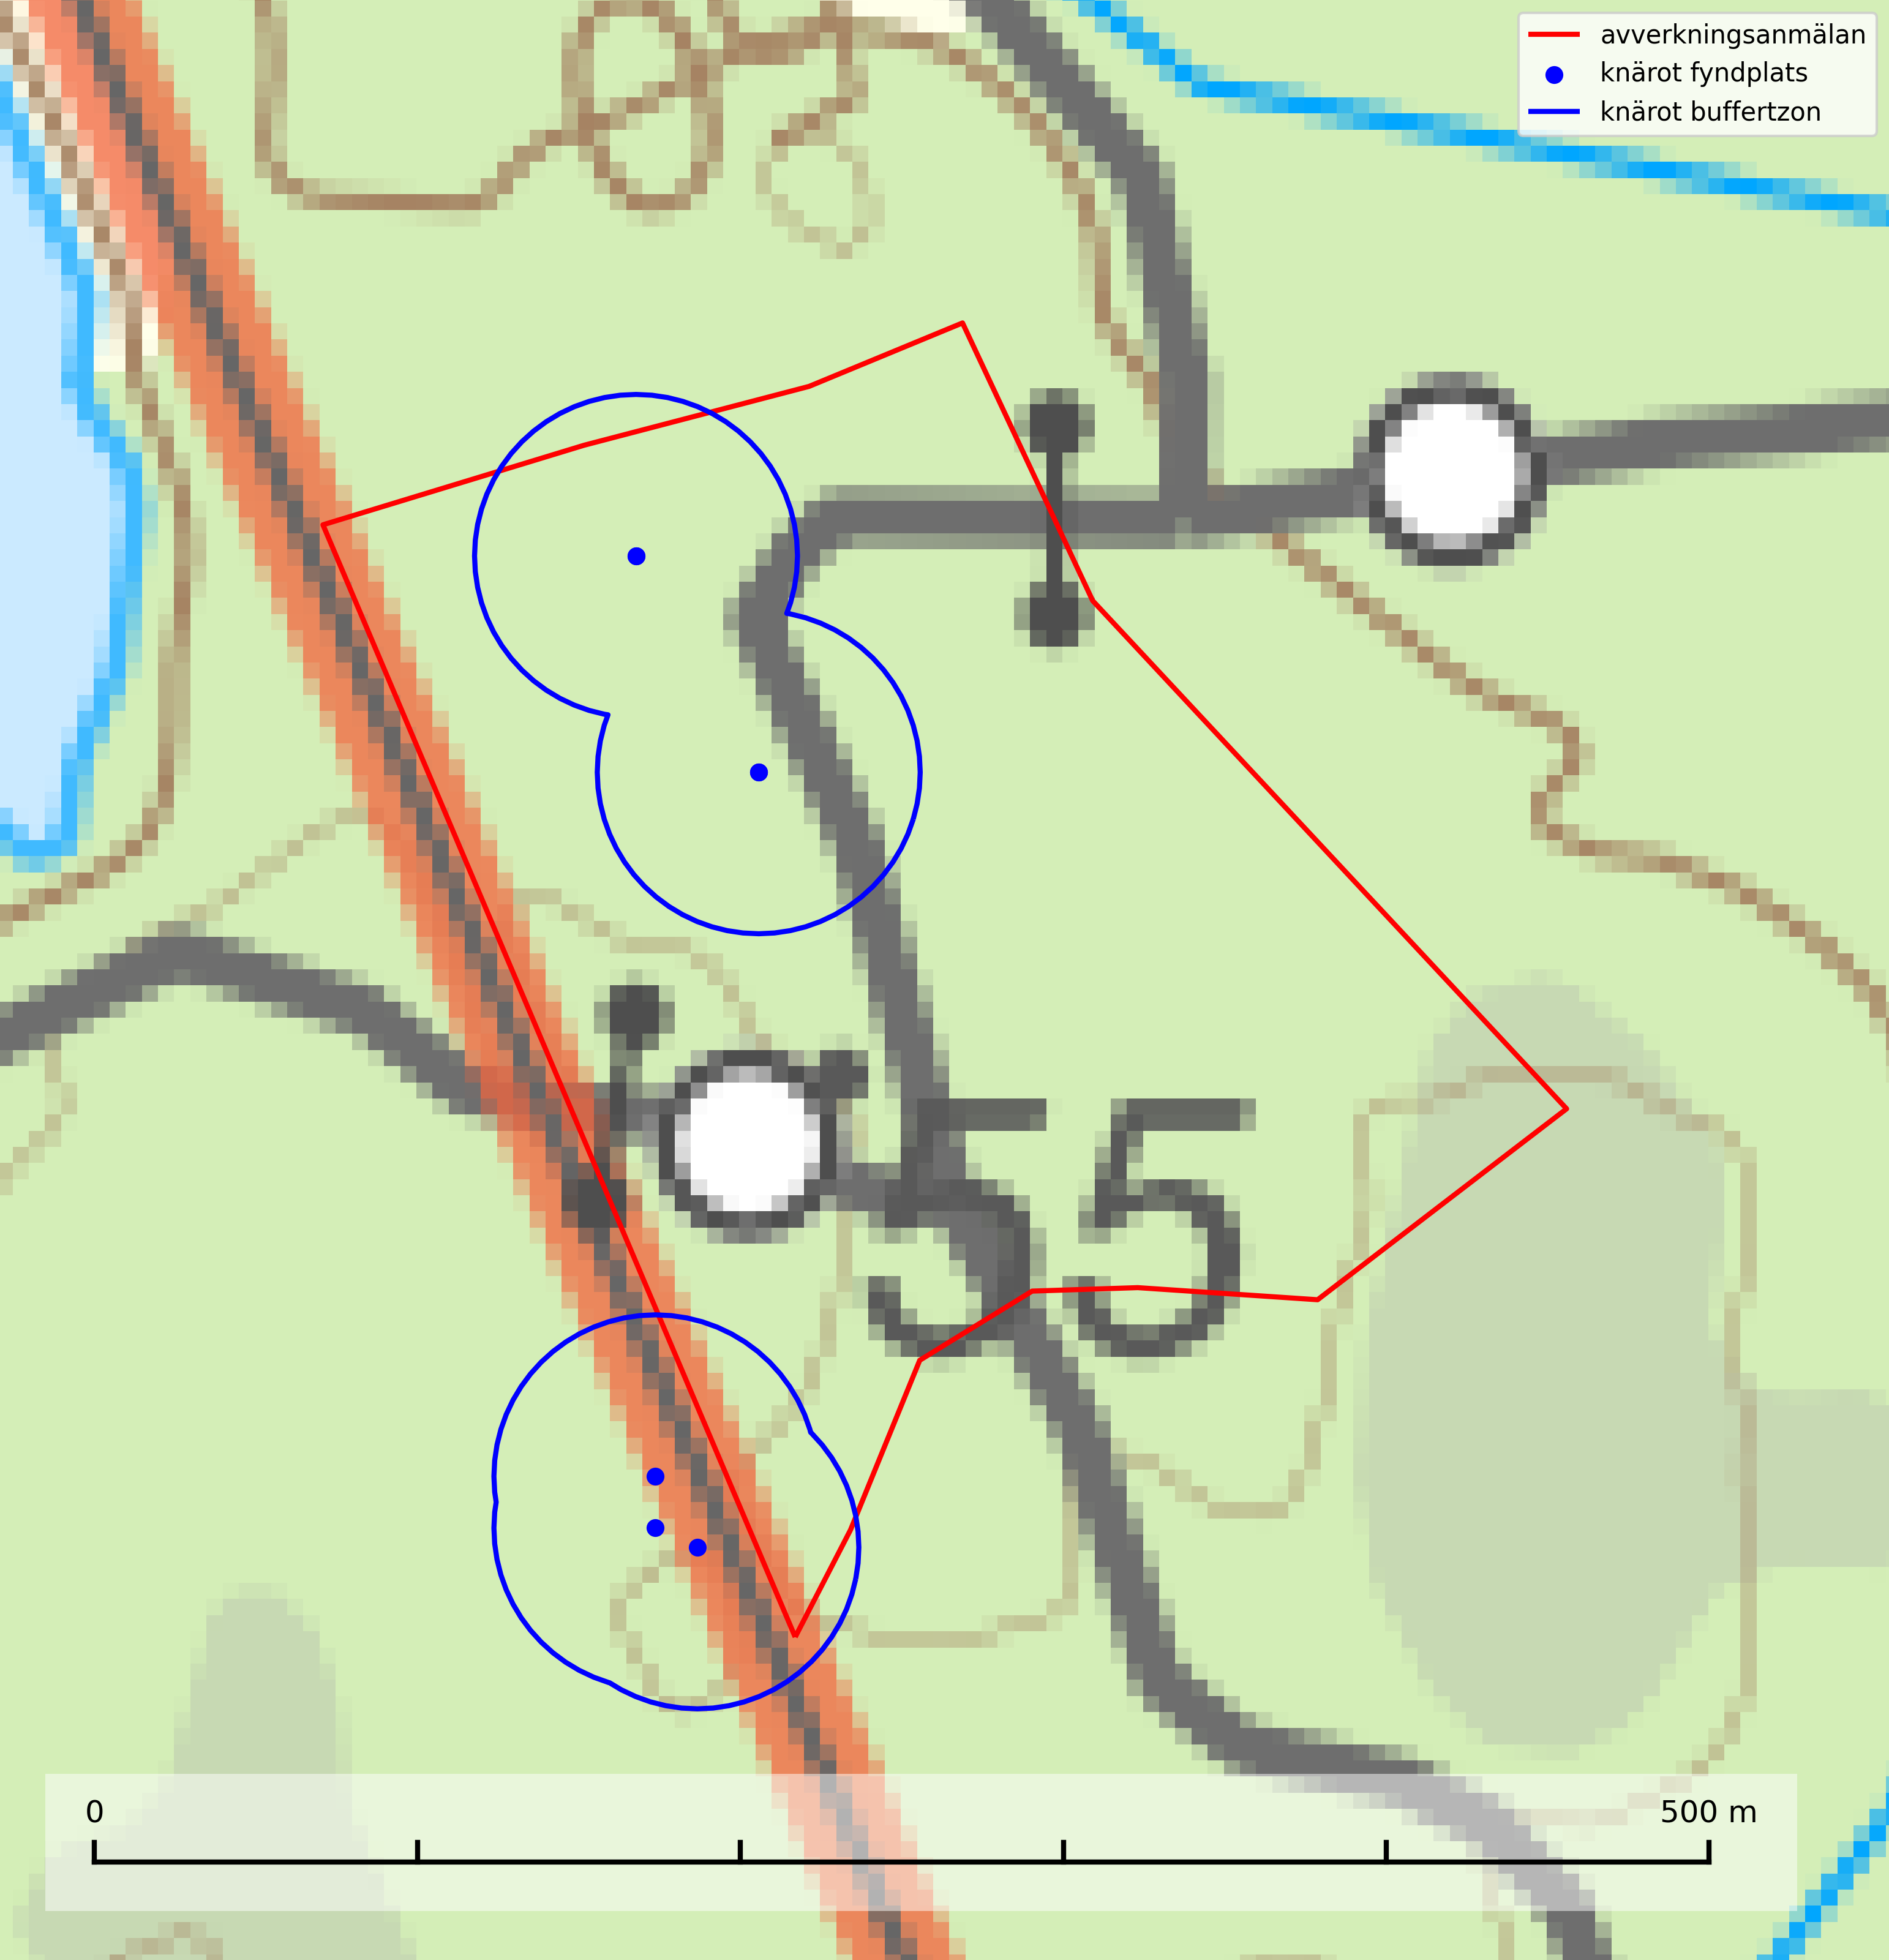 avverkningsanmälan
knärot fyndplats
knärot buffertzon
55
0 500 m